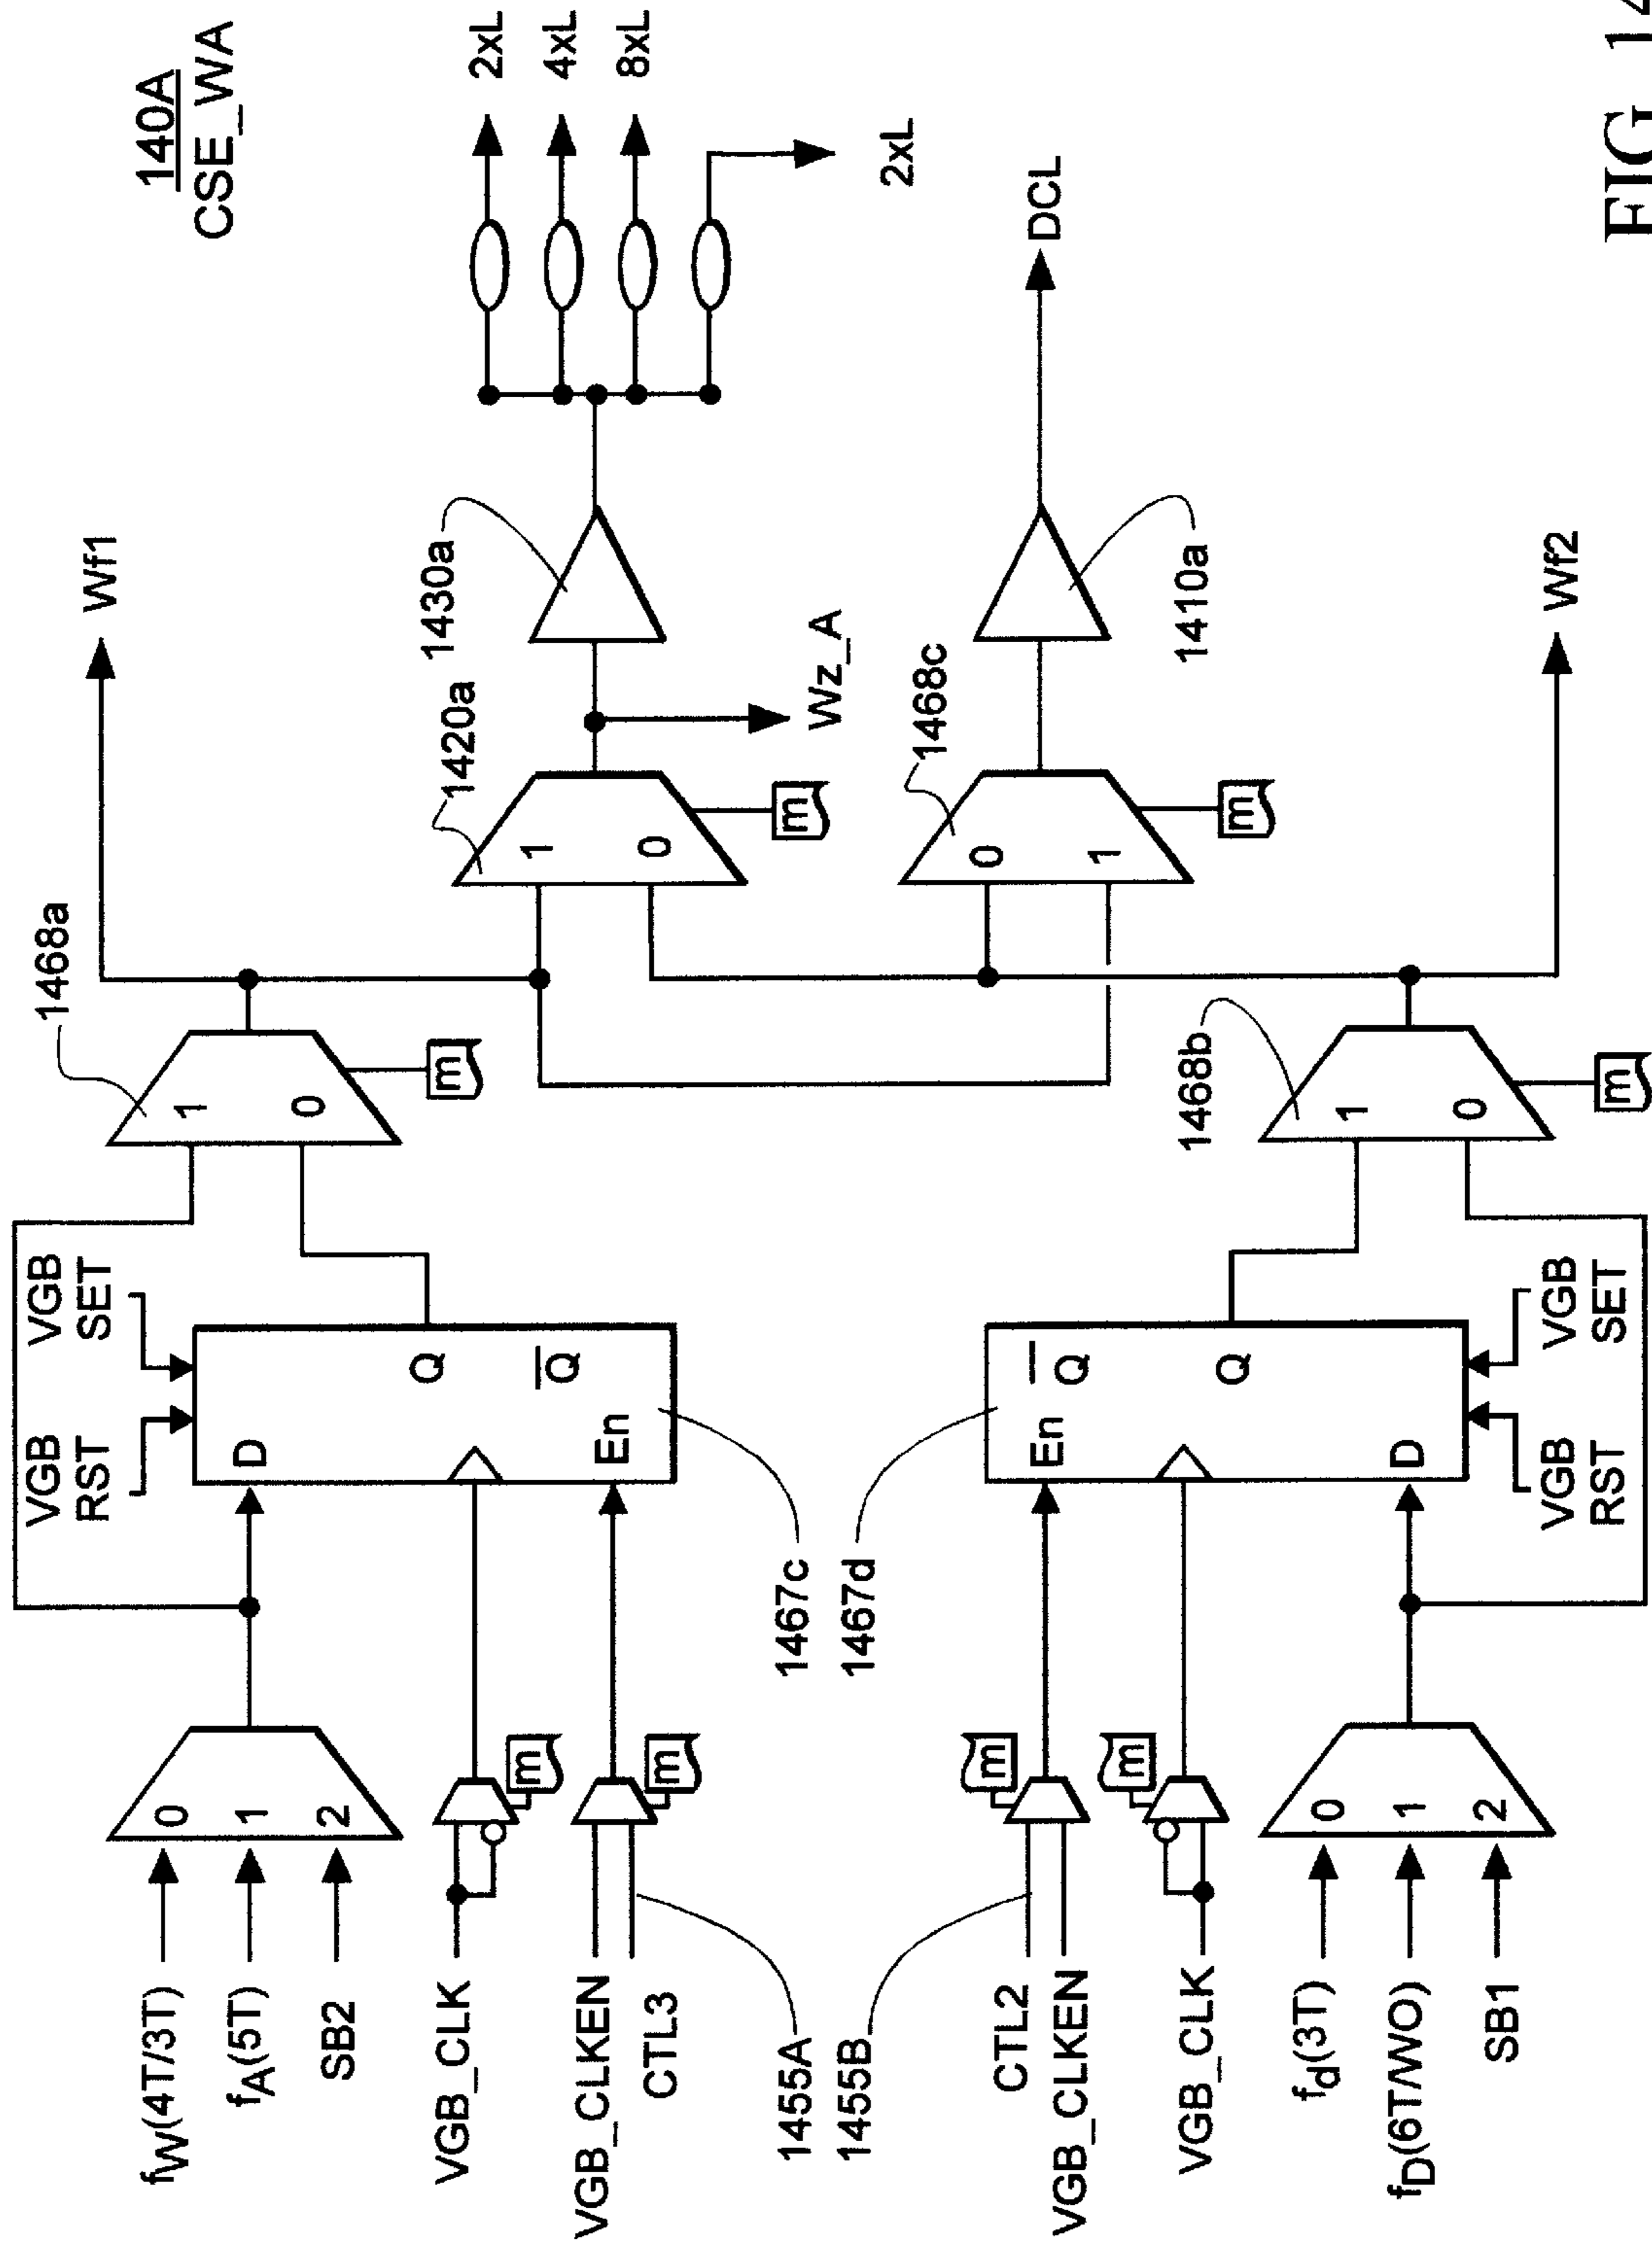 140A
CSE_WA
fW(4T/3T)
fA(5T)
SB2
0
1
2
VGB_CLK
m
VGB_CLKEN
CTL3
m
1455A
1455B
CTL2
VGB_CLKEN
m
VGB_CLK
m
fd(3T)
fD(6T/WO)
SB1
0
1
2
VGB
RST
VGB
SET
D
Q
Q
En
1467c
1467d
En
Q
Q
D
VGB
RST
VGB
SET
1468a
1
0
m
1468b
1
0
m
Wf1
1420a
1
0
m
1430a
Wz_A
1468c
0
1
m
1410a
Wf2
2xL
4xL
8xL
2xL
DCL